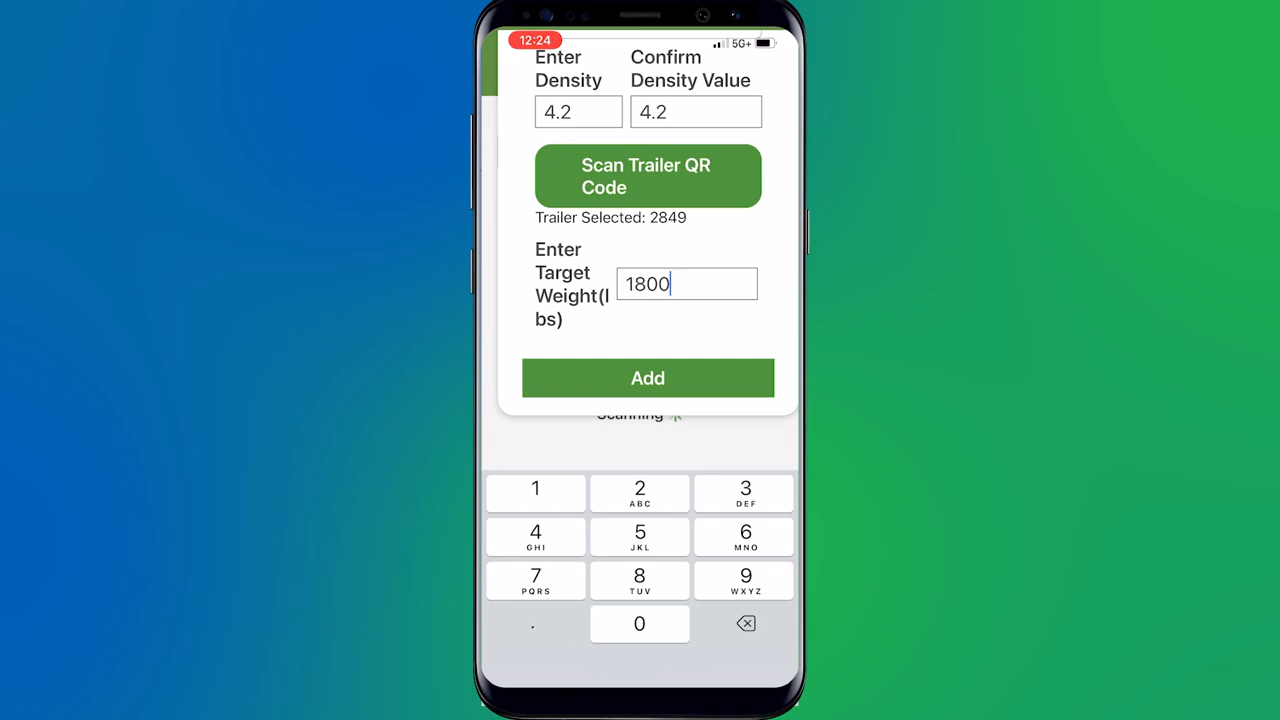 12:24
5G+
Enter Density
Confirm Density Value
4.2
4.2
Scan Trailer QR
Code
Trailer Selected: 2849
Enter
Target
Weight(l
bs)
1800
Add
Scanning
1
2
ABC
3
DEF
4
GHI
5
JKL
6
MNO
7
PQRS
8
TUV
9
WXYZ
.
0